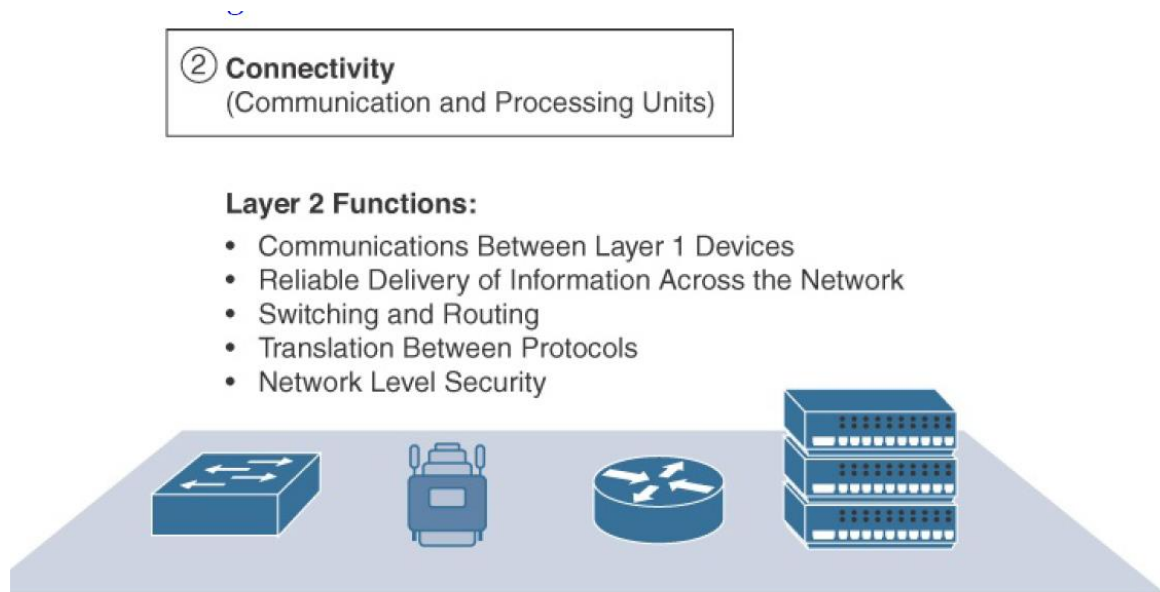 ② Connectivity
(Communication and Processing Units)
Layer 2 Functions:
• Communications Between Layer 1 Devices
• Reliable Delivery of Information Across the Network
• Switching and Routing
• Translation Between Protocols
• Network Level Security